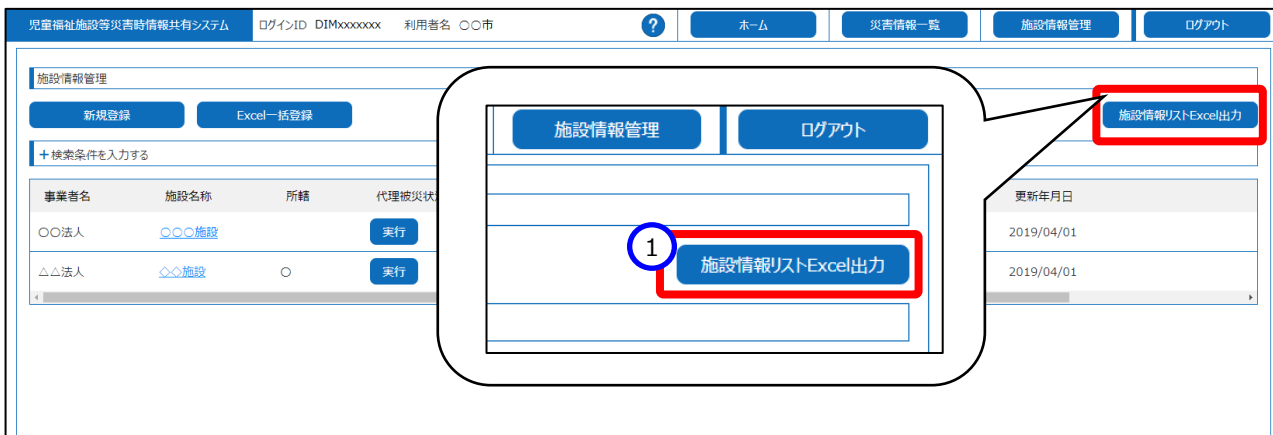 児童福祉施設等災害時情報共有システム ログインID DIMxxxxxxx 利用者名 〇〇市 ? ホーム 災害情報一覧 施設情報管理 ログアウト
施設情報管理
新規登録 Excel一括登録 施設情報リストExcel出力
+検索条件を入力する
事業者名 施設名称 所轄 代理被災状 更新年月日
〇〇法人 〇〇〇施設 実行 2019/04/01
△△法人 ◇◇施設 〇 実行 2019/04/01
施設情報管理 ログアウト
1
施設情報リストExcel出力